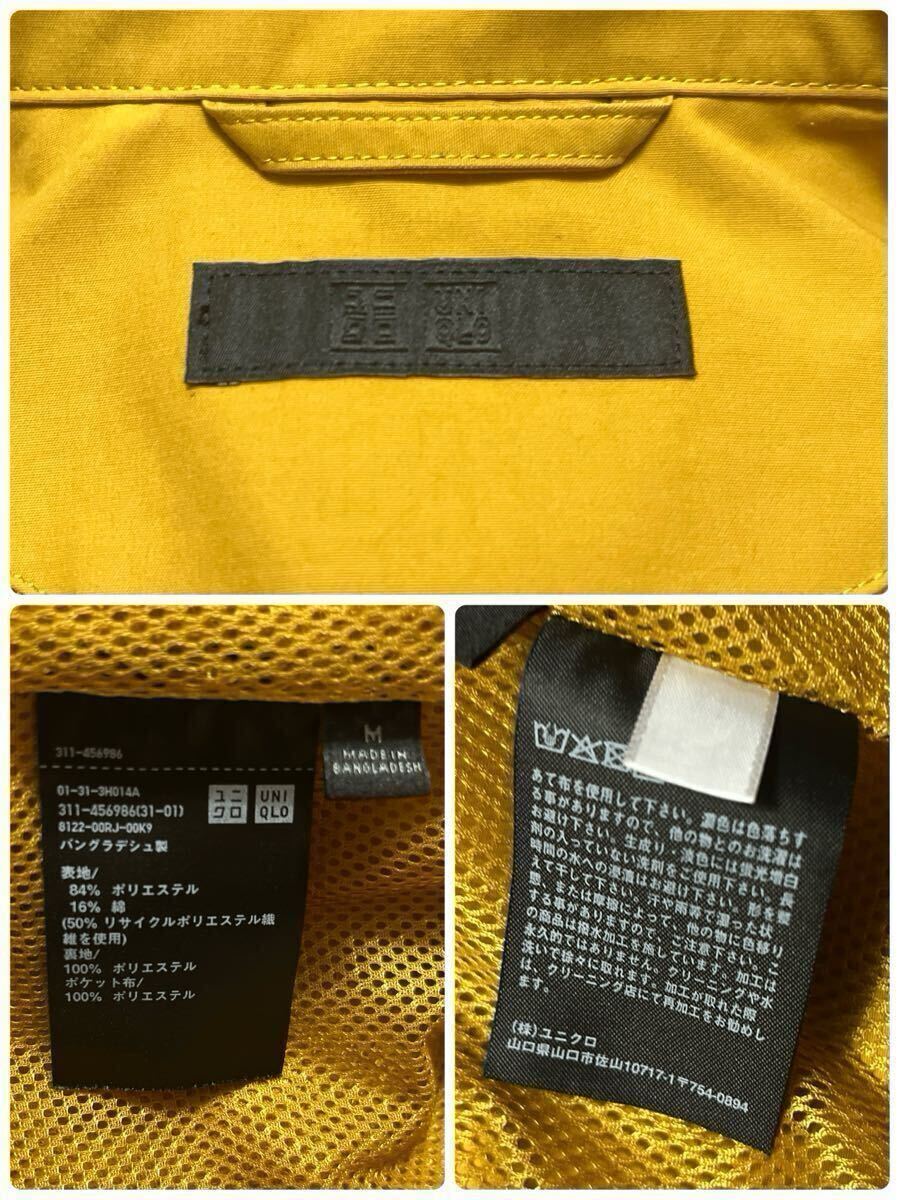 ユニ
クロ
UNI
QLO
311-456986
01-31-3H014A
311-456986(31-01)
8122-00RJ-00K9
バングラデシュ製
ユニ
クロ
UNI
QLO
表地/
84% ポリエステル
16% 綿
(50% リサイクルポリエステル繊
維を使用)
裏地/
100% ポリエステル
ポケット布/
100% ポリエステル
M
MADE IN
BANGLADESH
あて布を使用して下さい。濃色は色落ちす
る事がありますので、他の物とのお洗濯は
お避け下さい。生成り、淡色には蛍光増白
剤の入っていない洗剤をご使用下さい。長
時間の水への浸漬はお避け下さい。形を整
えて干して下さい。汗や雨等で湿った状
態、または摩擦によって、他の物に色移り
する事がありますので、ご注意下さい。こ
の商品は撥水加工を施しています。加工は
永久的ではありません。クリーニングや水
洗いで徐々に取れます。加工が取れた際
は、クリーニング店にて再加工をお勧めし
(株)ユニクロ
山口県山口市佐山10717-1〒754-0894